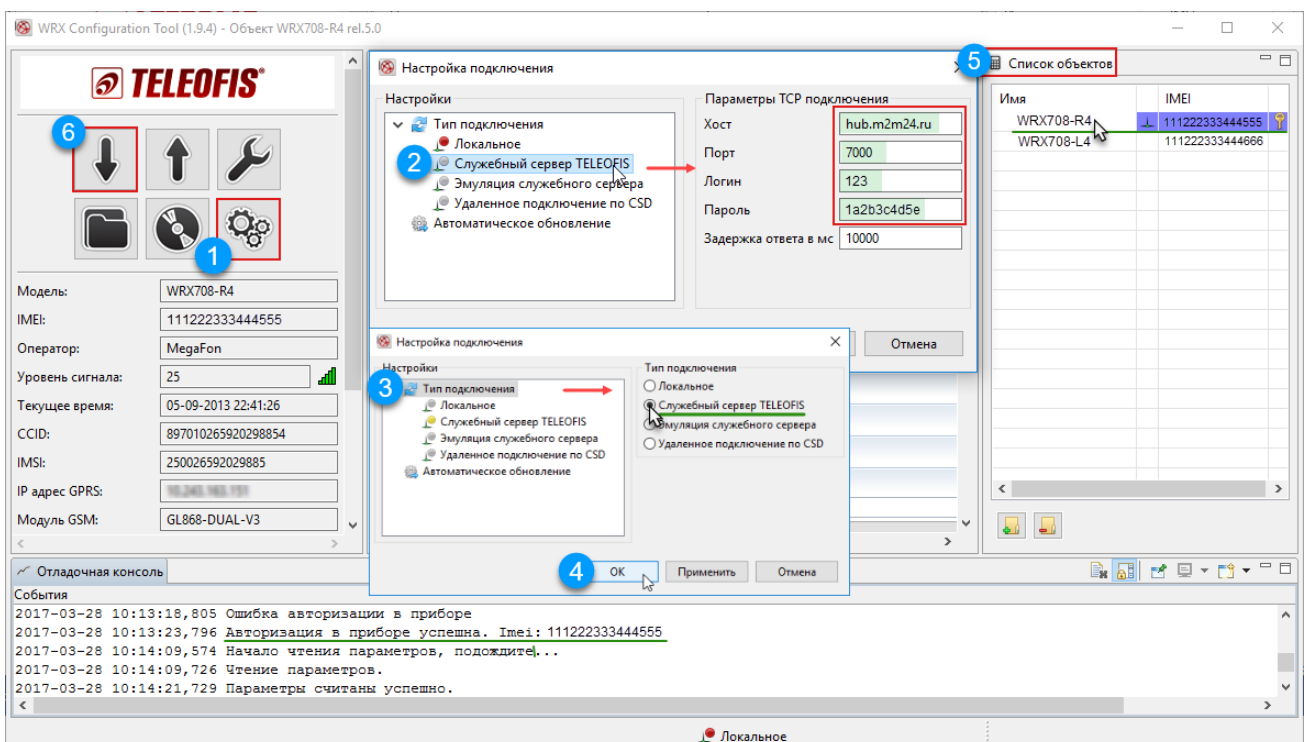 WRX Configuration Tool (1.9.4) - Объект WRX708-R4 rel.5.0
TELEOFIS®
6
1
Модель: WRX708-R4
IMEI: 111222333444555
Оператор: MegaFon
Уровень сигнала: 25
Текущее время: 05-09-2013 22:41:26
CCID: 897010265920298854
IMSI: 250026592029885
IP адрес GPRS:
Модуль GSM: GL868-DUAL-V3
Настройка подключения
Настройки
Тип подключения
Локальное
2
Служебный сервер TELEOFIS
Эмуляция служебного сервера
Удаленное подключение по CSD
Автоматическое обновление
Параметры TCP подключения
Хост hub.m2m24.ru
Порт 7000
Логин 123
Пароль 1a2b3c4d5e
Задержка ответа в мс 10000
Отмена
Настройка подключения
Настройки
3
Тип подключения
Локальное
Служебный сервер TELEOFIS
Эмуляция служебного сервера
Удаленное подключение по CSD
Автоматическое обновление
Тип подключения
Локальное
Служебный сервер TELEOFIS
Эмуляция служебного сервера
Удаленное подключение по CSD
4
OK Применить Отмена
5
Список объектов
Имя IMEI
WRX708-R4 111222333444555
WRX708-L4 111222333444666
Отладочная консоль
События
2017-03-28 10:13:18,805 Ошибка авторизации в приборе
2017-03-28 10:13:23,796 Авторизация в приборе успешна. Imei: 111222333444555
2017-03-28 10:14:09,574 Начало чтения параметров, подождите...
2017-03-28 10:14:09,726 Чтение параметров.
2017-03-28 10:14:21,729 Параметры считаны успешно.
Локальное